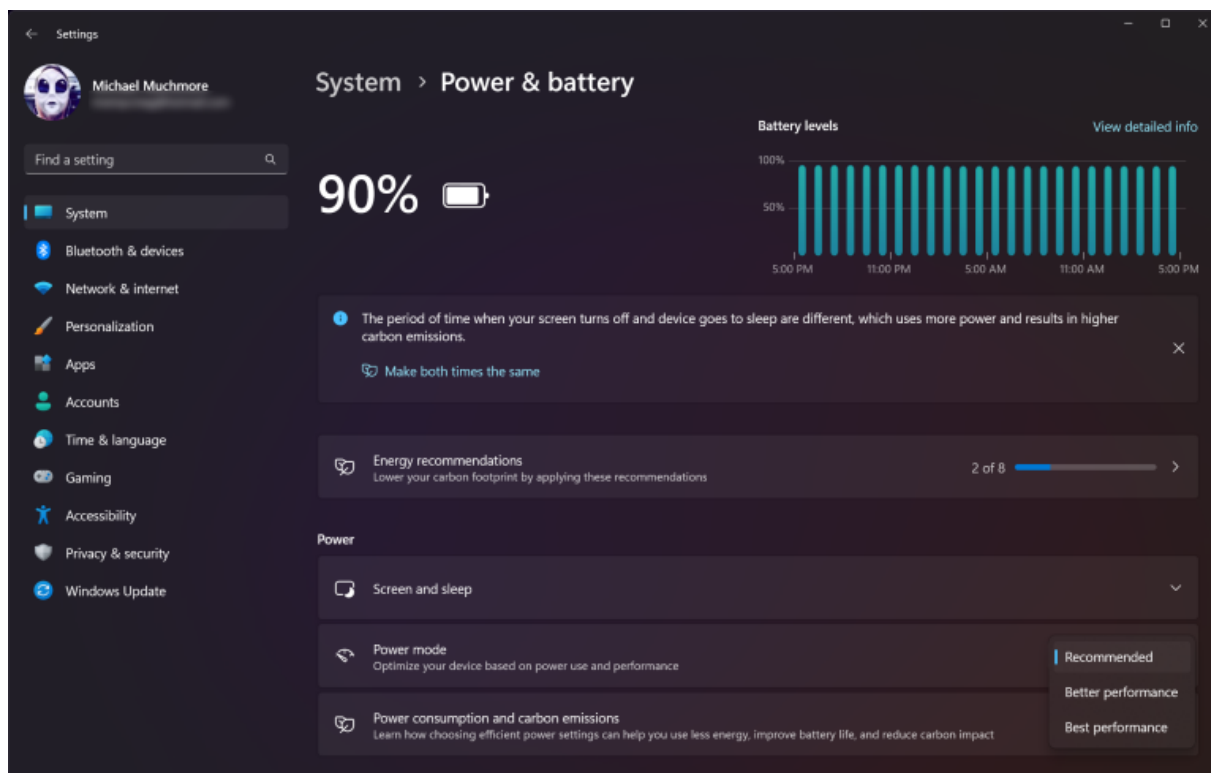 Settings
Michael Muchmore
Find a setting
System
Bluetooth & devices
Network & internet
Personalization
Apps
Accounts
Time & language
Gaming
Accessibility
Privacy & security
Windows Update
System > Power & battery
90%
Battery levels
View detailed info
100%
50%
5:00 PM 11:00 PM 5:00 AM 11:00 AM 5:00 PM
The period of time when your screen turns off and device goes to sleep are different, which uses more power and results in higher
carbon emissions.
Make both times the same
Energy recommendations
Lower your carbon footprint by applying these recommendations
2 of 8
Power
Screen and sleep
Power mode
Optimize your device based on power use and performance
Recommended
Better performance
Best performance
Power consumption and carbon emissions
Learn how choosing efficient power settings can help you use less energy, improve battery life, and reduce carbon impact